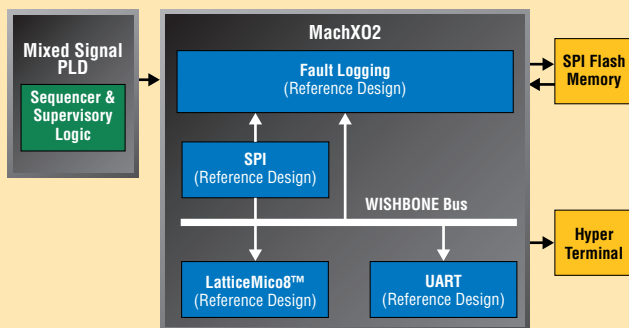 Mixed Signal
PLD
Sequencer &
Supervisory
Logic
MachXO2
Fault Logging
(Reference Design)
SPI
(Reference Design)
WISHBONE Bus
LatticeMico8™
(Reference Design)
UART
(Reference Design)
SPI Flash
Memory
Hyper
Terminal